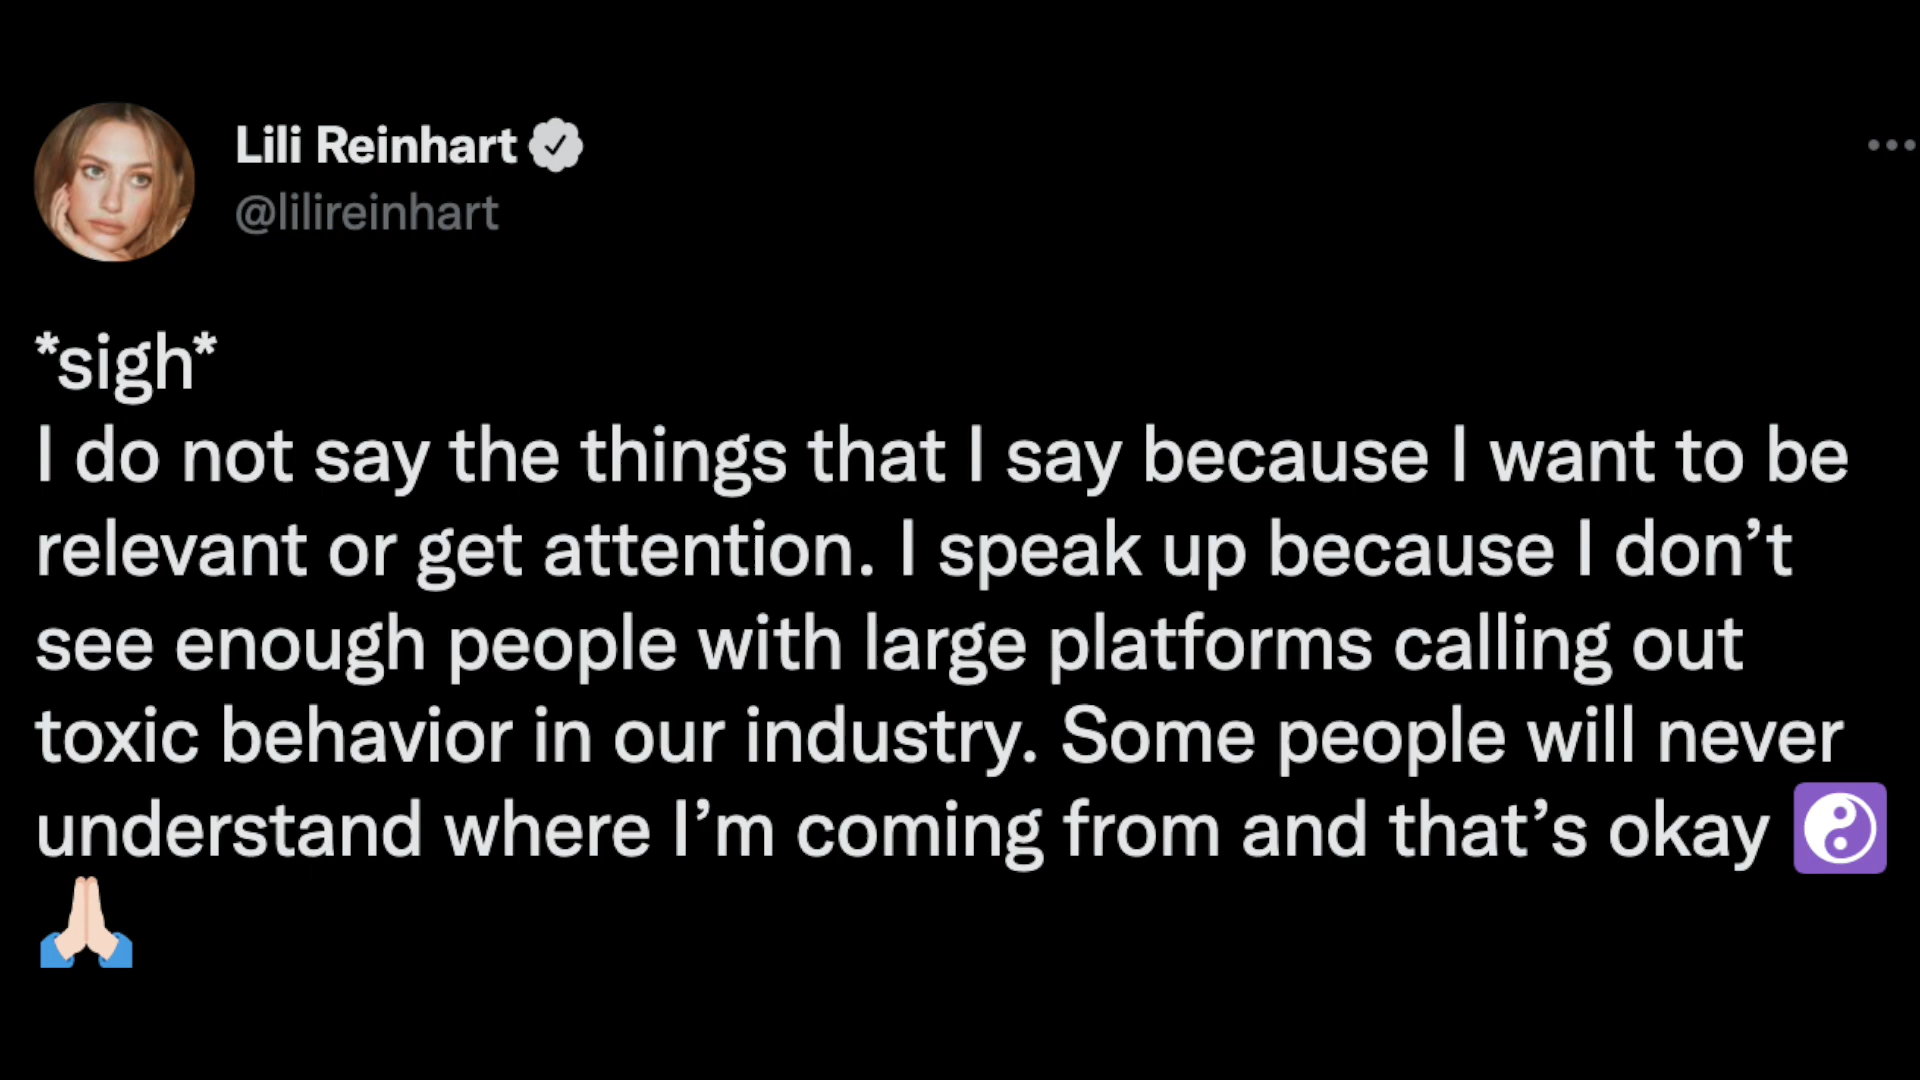 Lili Reinhart
@lilireinhart
*sigh*
I do not say the things that I say because I want to be
relevant or get attention. I speak up because I don’t
see enough people with large platforms calling out
toxic behavior in our industry. Some people will never
understand where I’m coming from and that’s okay ☯️
🙏🏻